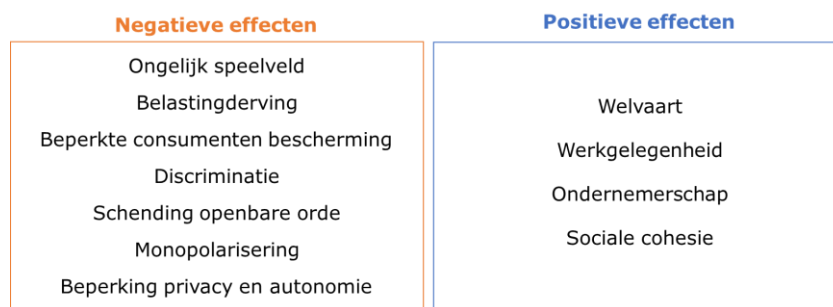 Negatieve effecten
Ongelijk speelveld
Belastingderving
Beperkte consumenten bescherming
Discriminatie
Schending openbare orde
Monopolarisering
Beperking privacy en autonomie
Positieve effecten
Welvaart
Werkgelegenheid
Ondernemerschap
Sociale cohesie